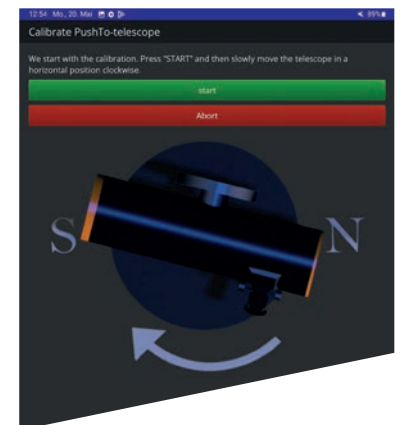 12:54 Mo., 20. Mai
89%
Calibrate PushTo-telescope
We start with the calibration. Press "START" and then slowly move the telescope in a
horizontal position clockwise.
start
Abort
S N